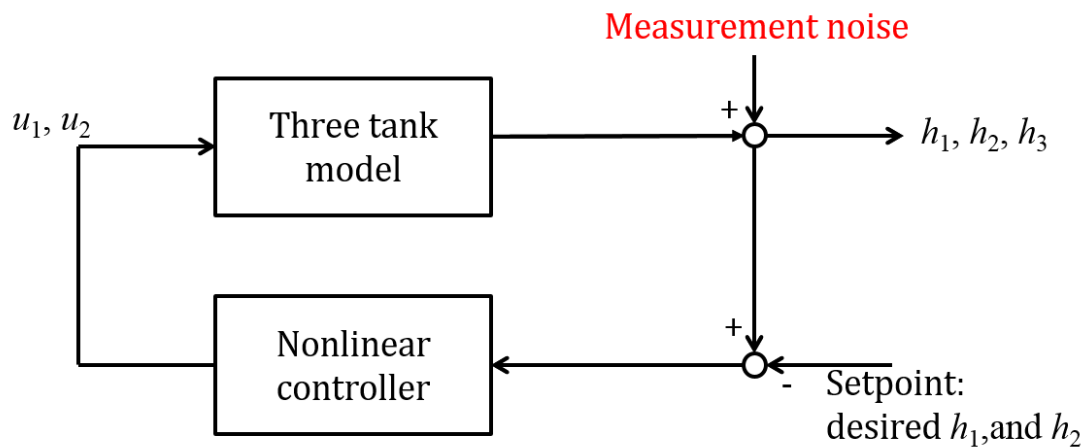 Measurement noise
+
u1, u2
Three tank
model
h1, h2, h3
+
Nonlinear
controller
-
Setpoint:
desired h1,and h2